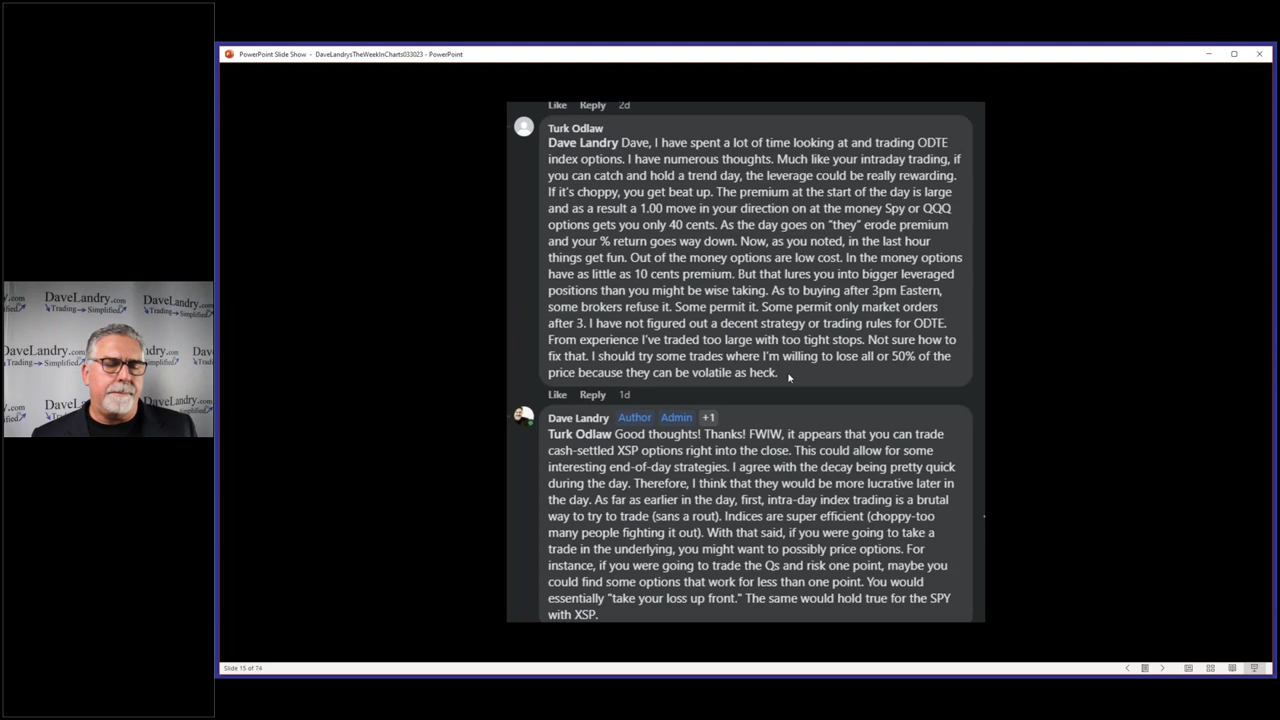 PowerPoint Slide Show - DaveLandrysTheWeekInCharts033023 - PowerPoint
Like Reply 2d
Turk Odlaw
Dave Landry Dave, I have spent a lot of time looking at and trading ODTE
index options. I have numerous thoughts. Much like your intraday trading, if
you can catch and hold a trend day, the leverage could be really rewarding.
If it's choppy, you get beat up. The premium at the start of the day is large
and as a result a 1.00 move in your direction on at the money Spy or QQQ
options gets you only 40 cents. As the day goes on "they" erode premium
and your % return goes way down. Now, as you noted, in the last hour
things get fun. Out of the money options are low cost. In the money options
have as little as 10 cents premium. But that lures you into bigger leveraged
positions than you might be wise taking. As to buying after 3pm Eastern,
some brokers refuse it. Some permit it. Some permit only market orders
after 3. I have not figured out a decent strategy or trading rules for ODTE.
From experience I've traded too large with too tight stops. Not sure how to
fix that. I should try some trades where I'm willing to lose all or 50% of the
price because they can be volatile as heck.
Like Reply 1d
Dave Landry Author Admin +1
Turk Odlaw Good thoughts! Thanks! FWIW, it appears that you can trade
cash-settled XSP options right into the close. This could allow for some
interesting end-of-day strategies. I agree with the decay being pretty quick
during the day. Therefore, I think that they would be more lucrative later in
the day. As far as earlier in the day, first, intra-day index trading is a brutal
way to try to trade (sans a rout). Indices are super efficient (choppy-too
many people fighting it out). With that said, if you were going to take a
trade in the underlying, you might want to possibly price options. For
instance, if you were going to trade the Qs and risk one point, maybe you
could find some options that work for less than one point. You would
essentially "take your loss up front." The same would hold true for the SPY
with XSP.
DaveLandry.com
Trading Simplified
DaveLandry.com
DaveLandry.com
Slide 15 of 74